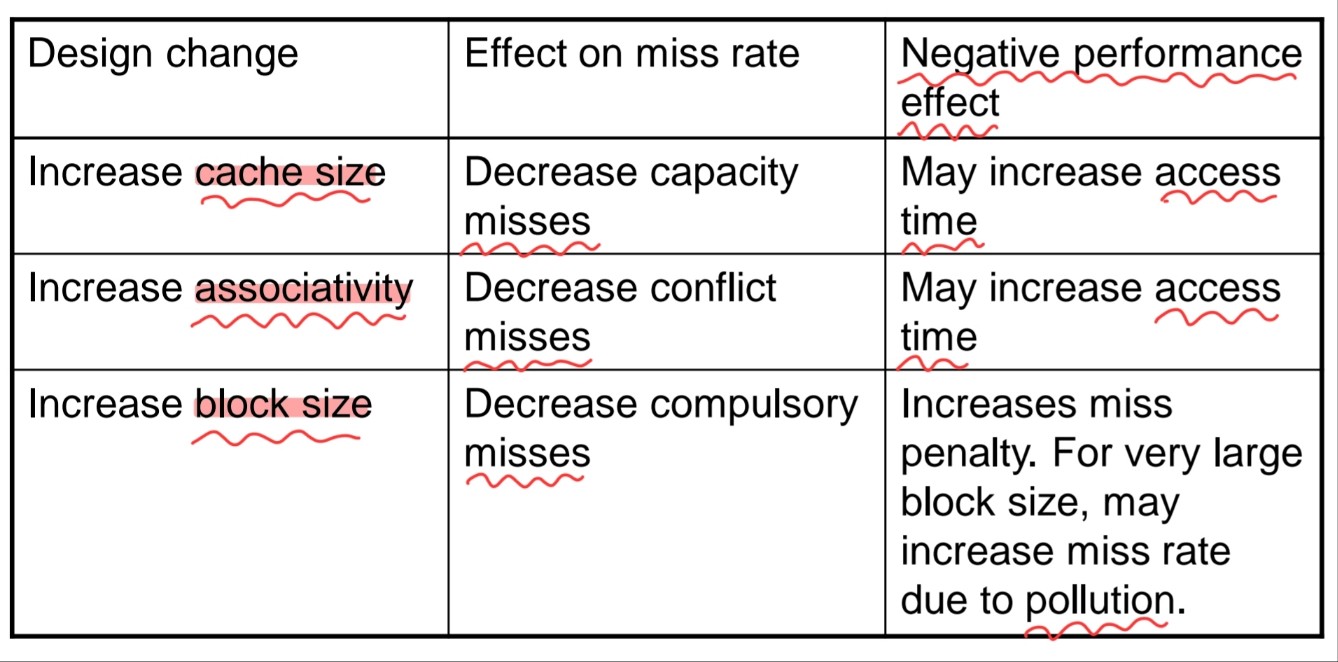 Design change
Effect on miss rate
Negative performance
effect
Increase cache size
Decrease capacity
misses
May increase access
time
Increase associativity
Decrease conflict
misses
May increase access
time
Increase block size
Decrease compulsory
misses
Increases miss
penalty. For very large
block size, may
increase miss rate
due to pollution.